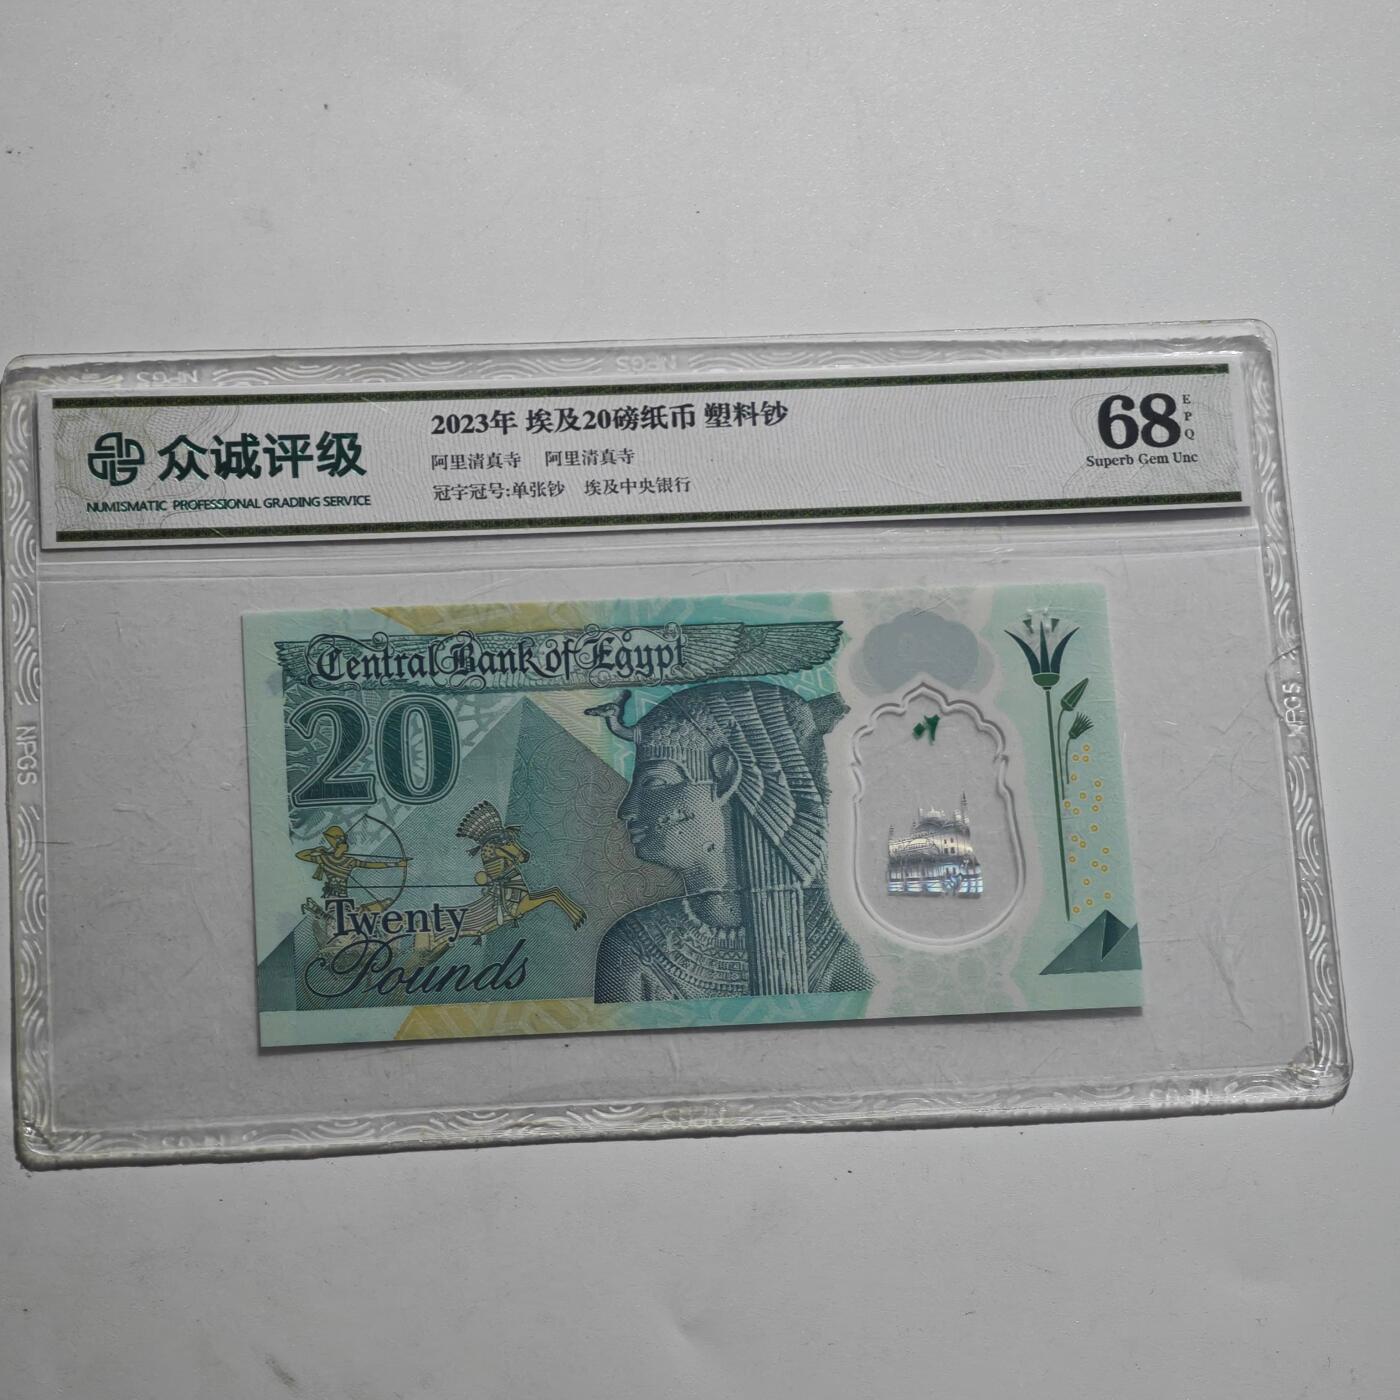 众诚评级
NUMISMATIC PROFESSIONAL GRADING SERVICE
2023年 埃及20磅纸币 塑料钞
阿里清真寺 阿里清真寺
冠字冠号:单张钞 埃及中央银行
68 EPQ
Superb Gem Unc
NPGS
NPGS
NPGS
Central Bank of Egypt
20
Twenty
Pounds